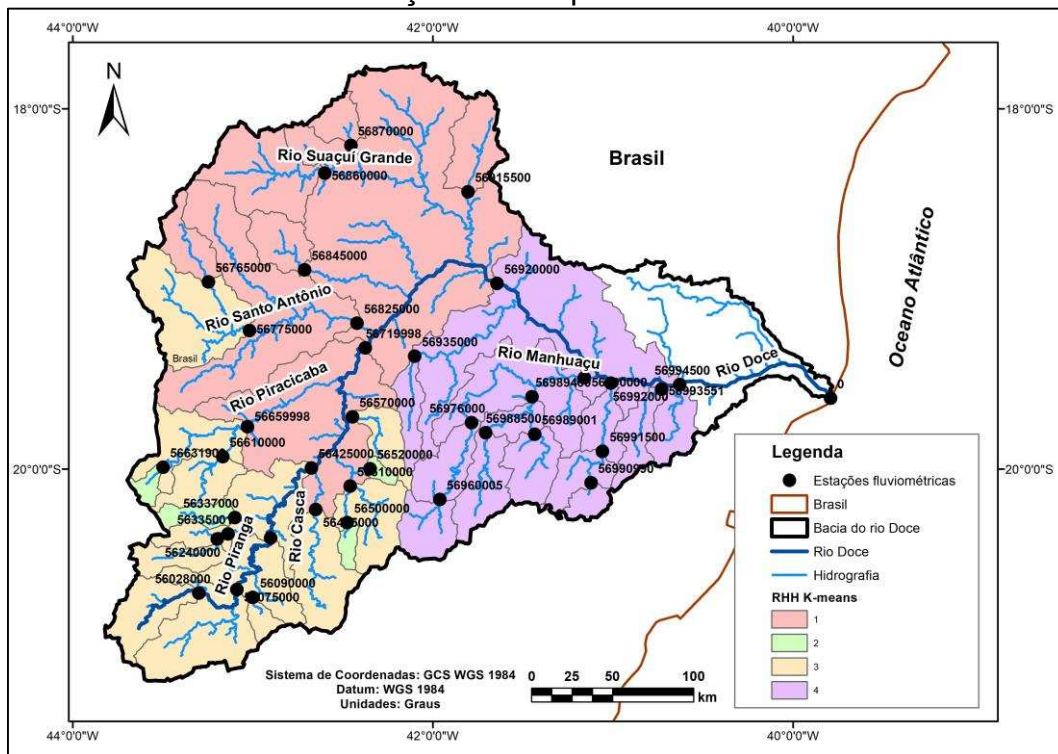 44°0'0"W
42°0'0"W
40°0'0"W
N
18°0'0"S
18°0'0"S
56870000
Rio Suaçuí Grande
56860000
56915500
Brasil
Oceano Atlântico
56765000
56845000
56920000
Rio Santo Antônio
56775000
56825000
56719998
Brasil
56935000
Rio Manhuaçu
Rio Doce
56994500
56993551
56992000
Rio Piracicaba
56570000
56976000
56988500
56989001
56659998
56610000
56991500
20°0'0"S
20°0'0"S
56425000
56520000
56990990
56960005
56337000
56500000
Rio Casca
Rio Piranga
56240000
56028000
56090000
Legenda
Estações fluviométricas
Brasil
Bacia do rio Doce
Rio Doce
Hidrografia
RHH K-means
1
2
3
4
Sistema de Coordenadas: GCS WGS 1984
Datum: WGS 1984
Unidades: Graus
0 25 50 100
km
44°0'0"W
42°0'0"W
40°0'0"W